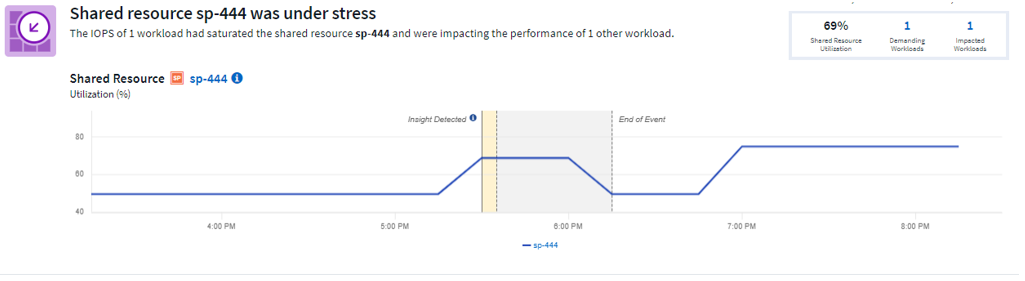 Shared resource sp-444 was under stress
The IOPS of 1 workload had saturated the shared resource sp-444 and were impacting the performance of 1 other workload.
69% 1 1
Shared Resource Utilization Demanding Workloads Impacted Workloads
Shared Resource SP sp-444
Utilization (%)
Insight Detected End of Event
80
60
40
4:00 PM 5:00 PM 6:00 PM 7:00 PM 8:00 PM
sp-444